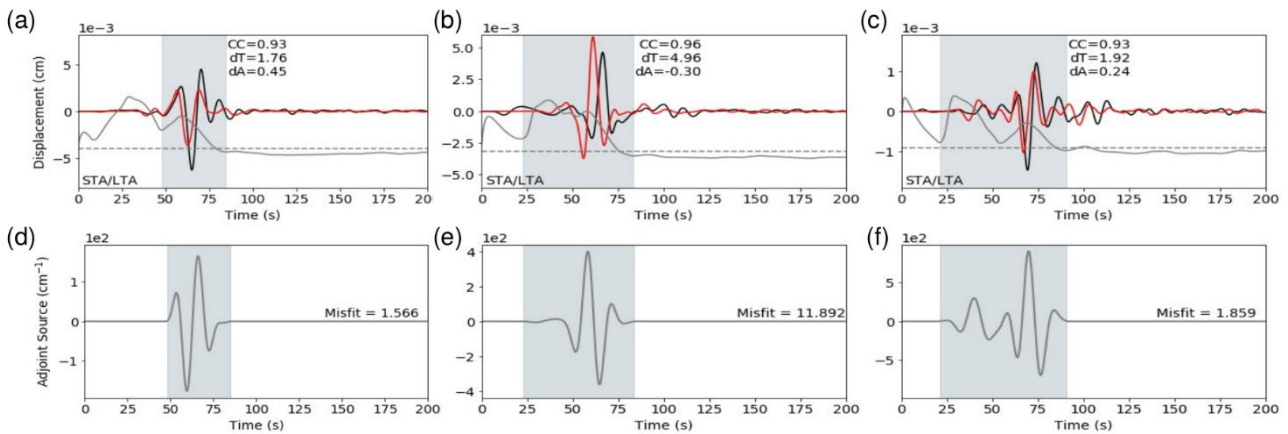 (a)
1e−3
CC=0.93
dT=1.76
dA=0.45
5
0
−5
Displacement (cm)
STA/LTA
0 25 50 75 100 125 150 175 200
Time (s)
(b)
1e−3
CC=0.96
dT=4.96
dA=-0.30
5.0
2.5
0.0
−2.5
−5.0
STA/LTA
0 25 50 75 100 125 150 175 200
Time (s)
(c)
1e−3
CC=0.93
dT=1.92
dA=0.24
1
0
−1
STA/LTA
0 25 50 75 100 125 150 175 200
Time (s)
(d)
1e2
1
0
−1
Adjoint Source (cm⁻¹)
Misfit = 1.566
0 25 50 75 100 125 150 175 200
Time (s)
(e)
1e2
4
2
0
−2
−4
Misfit = 11.892
0 25 50 75 100 125 150 175 200
Time (s)
(f)
1e2
5
0
−5
Misfit = 1.859
0 25 50 75 100 125 150 175 200
Time (s)